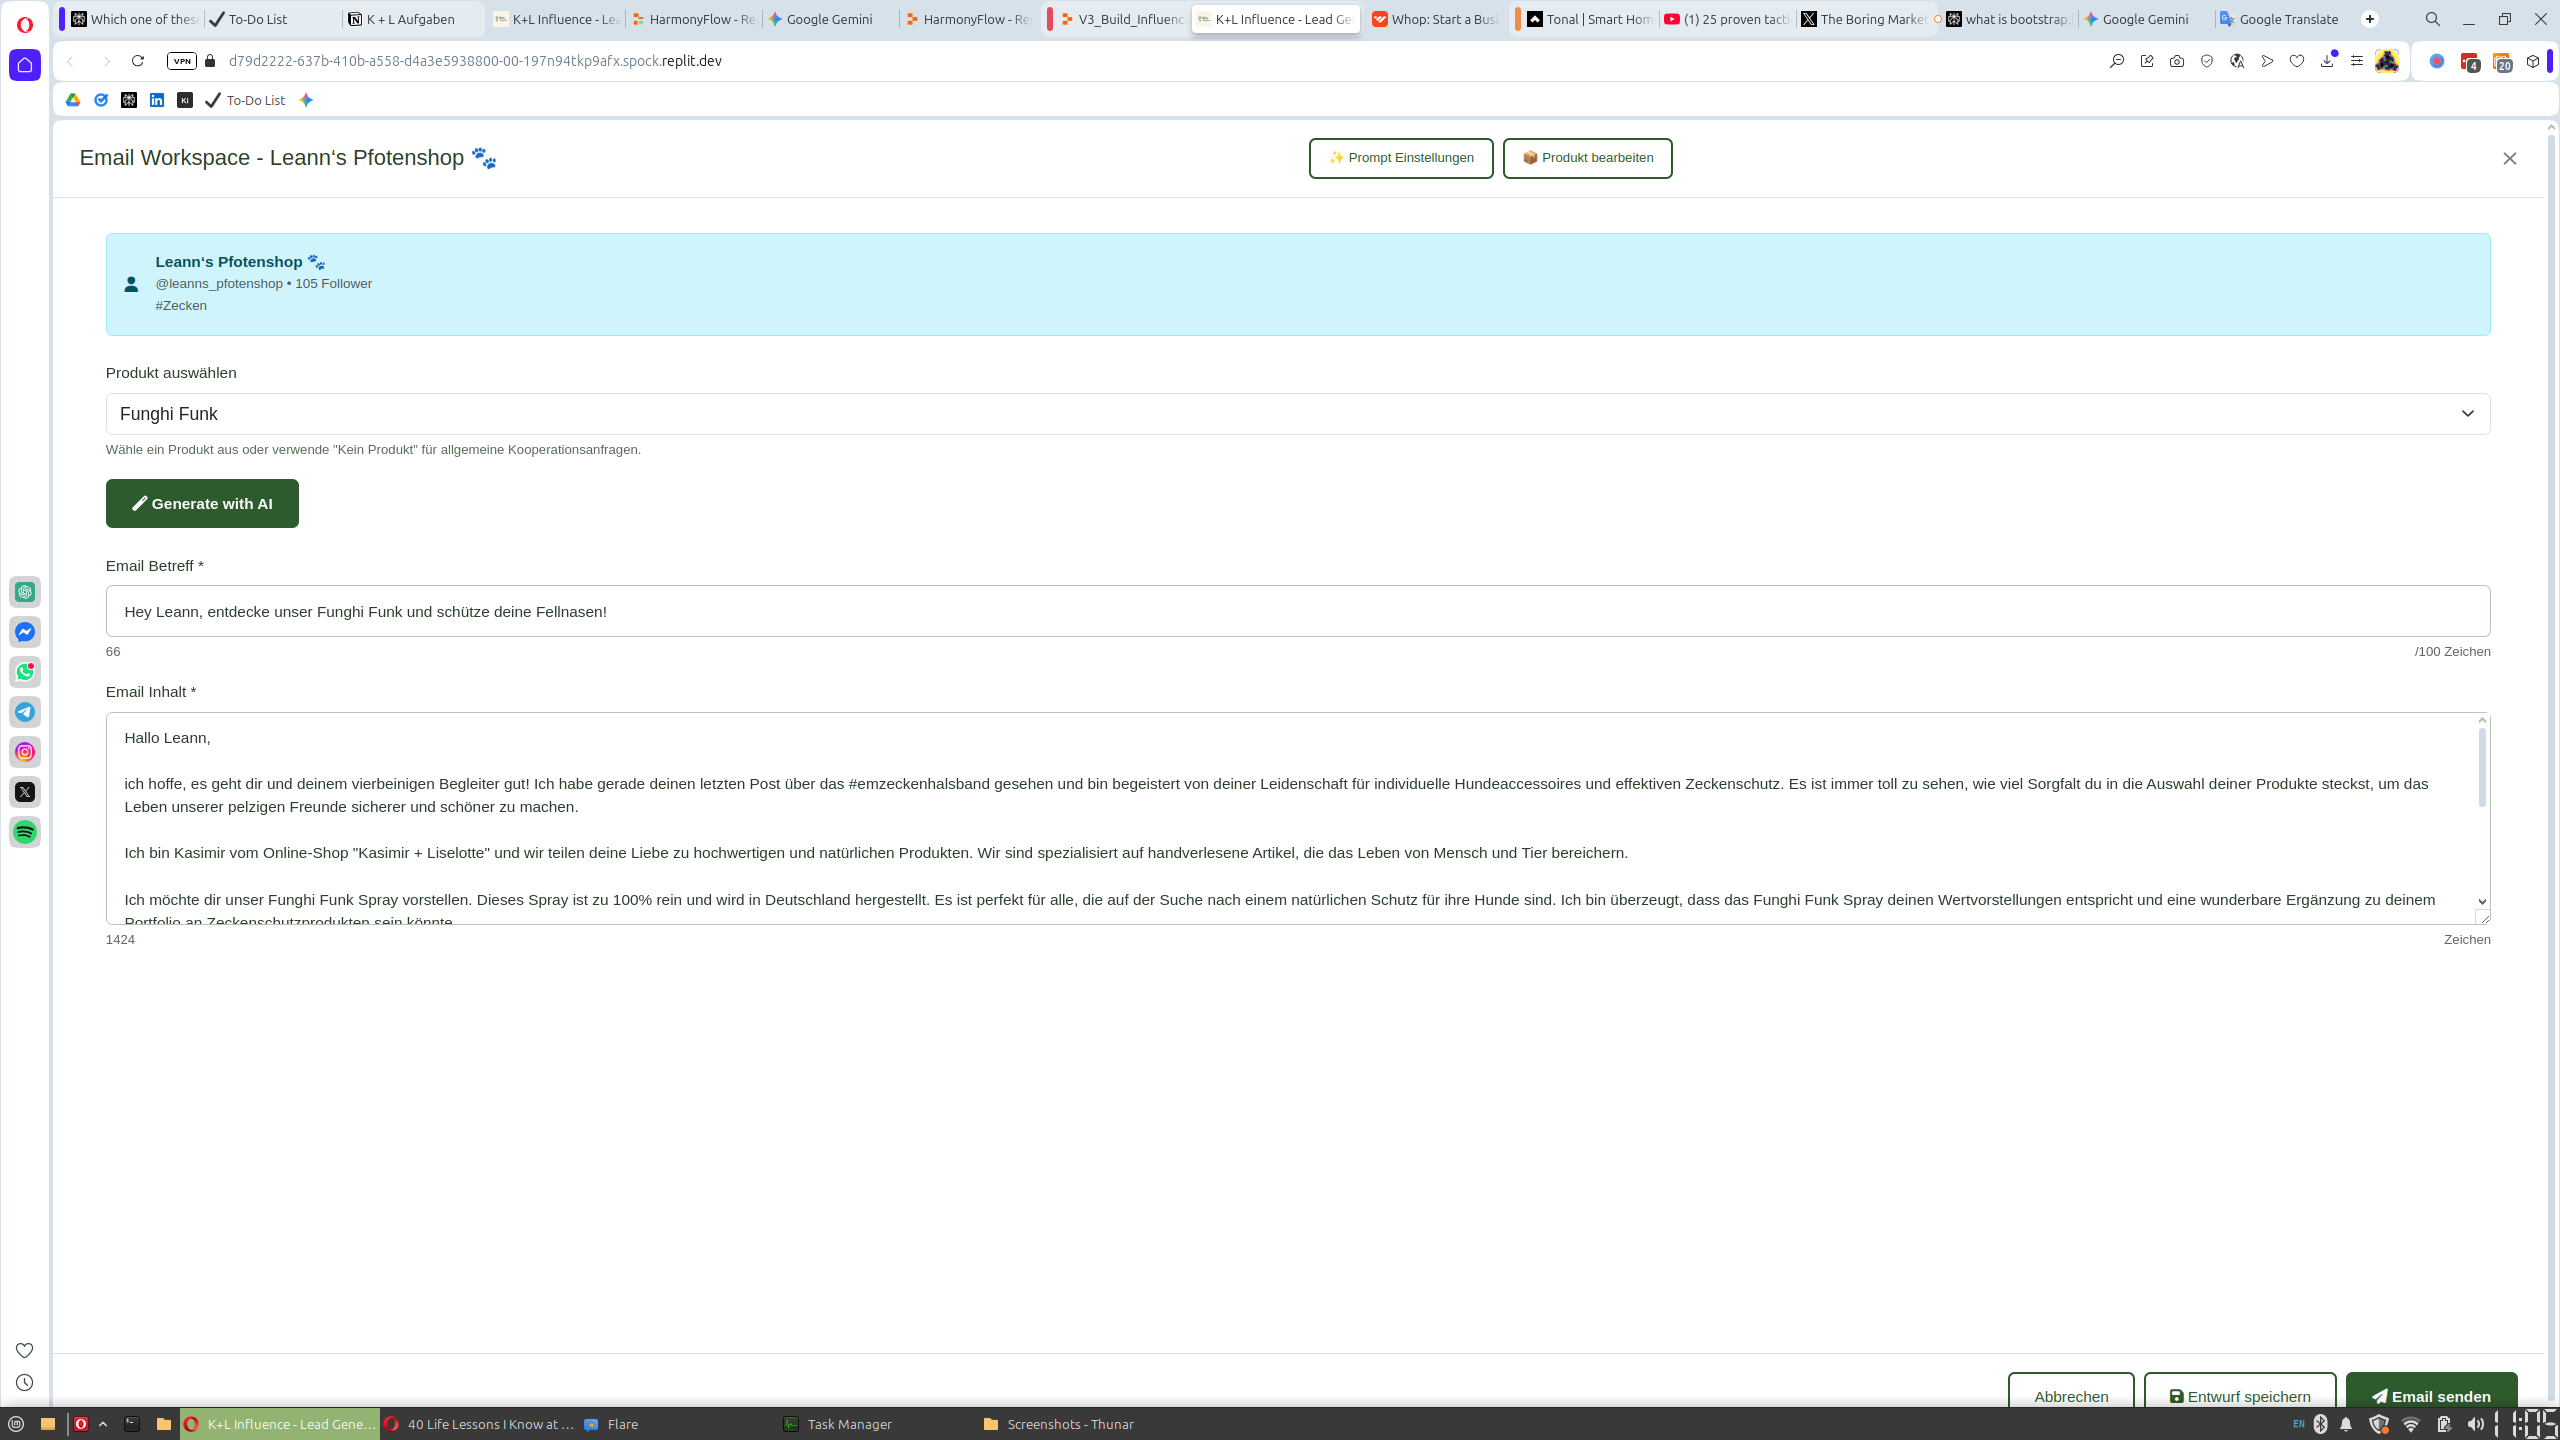 Which one of thes
To-Do List
K + L Aufgaben
K+L Influence - Lea
HarmonyFlow - Re
Google Gemini
HarmonyFlow - Re
V3_Build_Influenc
K+L Influence - Lead Ge
Whop: Start a Busi
Tonal | Smart Hom
(1) 25 proven tacti
The Boring Market
what is bootstrap.
Google Gemini
Google Translate
VPN
d79d2222-637b-410b-a558-d4a3e5938800-00-197n94tkp9afx.spock.replit.dev
4
20
Ki
To-Do List
Email Workspace - Leann‘s Pfotenshop 🐾
✨ Prompt Einstellungen
📦 Produkt bearbeiten
Leann‘s Pfotenshop 🐾
@leanns_pfotenshop • 105 Follower
#Zecken
Produkt auswählen
Funghi Funk
Wähle ein Produkt aus oder verwende "Kein Produkt" für allgemeine Kooperationsanfragen.
Generate with AI
Email Betreff *
Hey Leann, entdecke unser Funghi Funk und schütze deine Fellnasen!
66
/100 Zeichen
Email Inhalt *
Hallo Leann,
ich hoffe, es geht dir und deinem vierbeinigen Begleiter gut! Ich habe gerade deinen letzten Post über das #emzeckenhalsband gesehen und bin begeistert von deiner Leidenschaft für individuelle Hundeaccessoires und effektiven Zeckenschutz. Es ist immer toll zu sehen, wie viel Sorgfalt du in die Auswahl deiner Produkte steckst, um das
Leben unserer pelzigen Freunde sicherer und schöner zu machen.
Ich bin Kasimir vom Online-Shop "Kasimir + Liselotte" und wir teilen deine Liebe zu hochwertigen und natürlichen Produkten. Wir sind spezialisiert auf handverlesene Artikel, die das Leben von Mensch und Tier bereichern.
Ich möchte dir unser Funghi Funk Spray vorstellen. Dieses Spray ist zu 100% rein und wird in Deutschland hergestellt. Es ist perfekt für alle, die auf der Suche nach einem natürlichen Schutz für ihre Hunde sind. Ich bin überzeugt, dass das Funghi Funk Spray deinen Wertvorstellungen entspricht und eine wunderbare Ergänzung zu deinem
Portfolio an Zeckenschutzprodukten sein könnte.
1424
Zeichen
Abbrechen
Entwurf speichern
Email senden
K+L Influence - Lead Gene...
40 Life Lessons I Know at ...
Flare
Task Manager
Screenshots - Thunar
EN
11:05